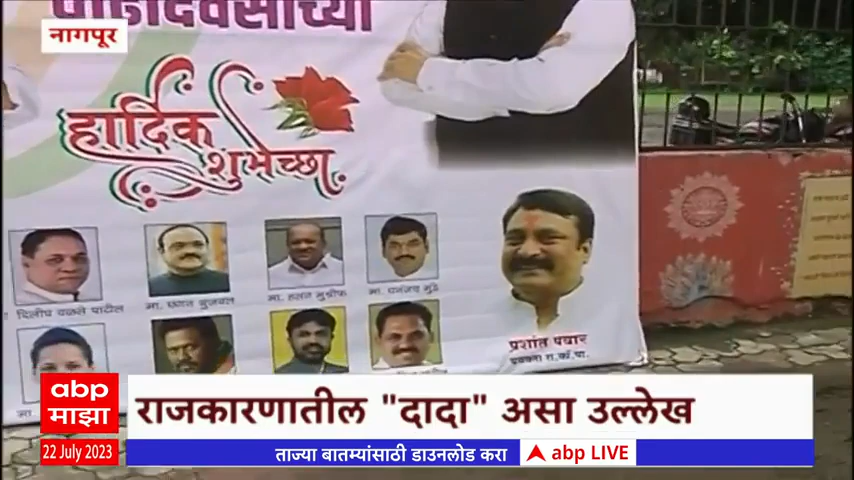 वाढदिवसाच्या
नागपूर
हार्दिक
शुभेच्छा
दिलीप वळसे पाटील
मा. छगन भुजबळ
मा. हसन मुश्रीफ
मा. धनंजय मुंडे
प्रशांत पवार
प्रवक्ता रा.कॉं.पा.
मा.
abp
माझा
राजकारणातील "दादा" असा उल्लेख
22 July 2023
ताज्या बातम्यांसाठी डाउनलोड करा
abp LIVE